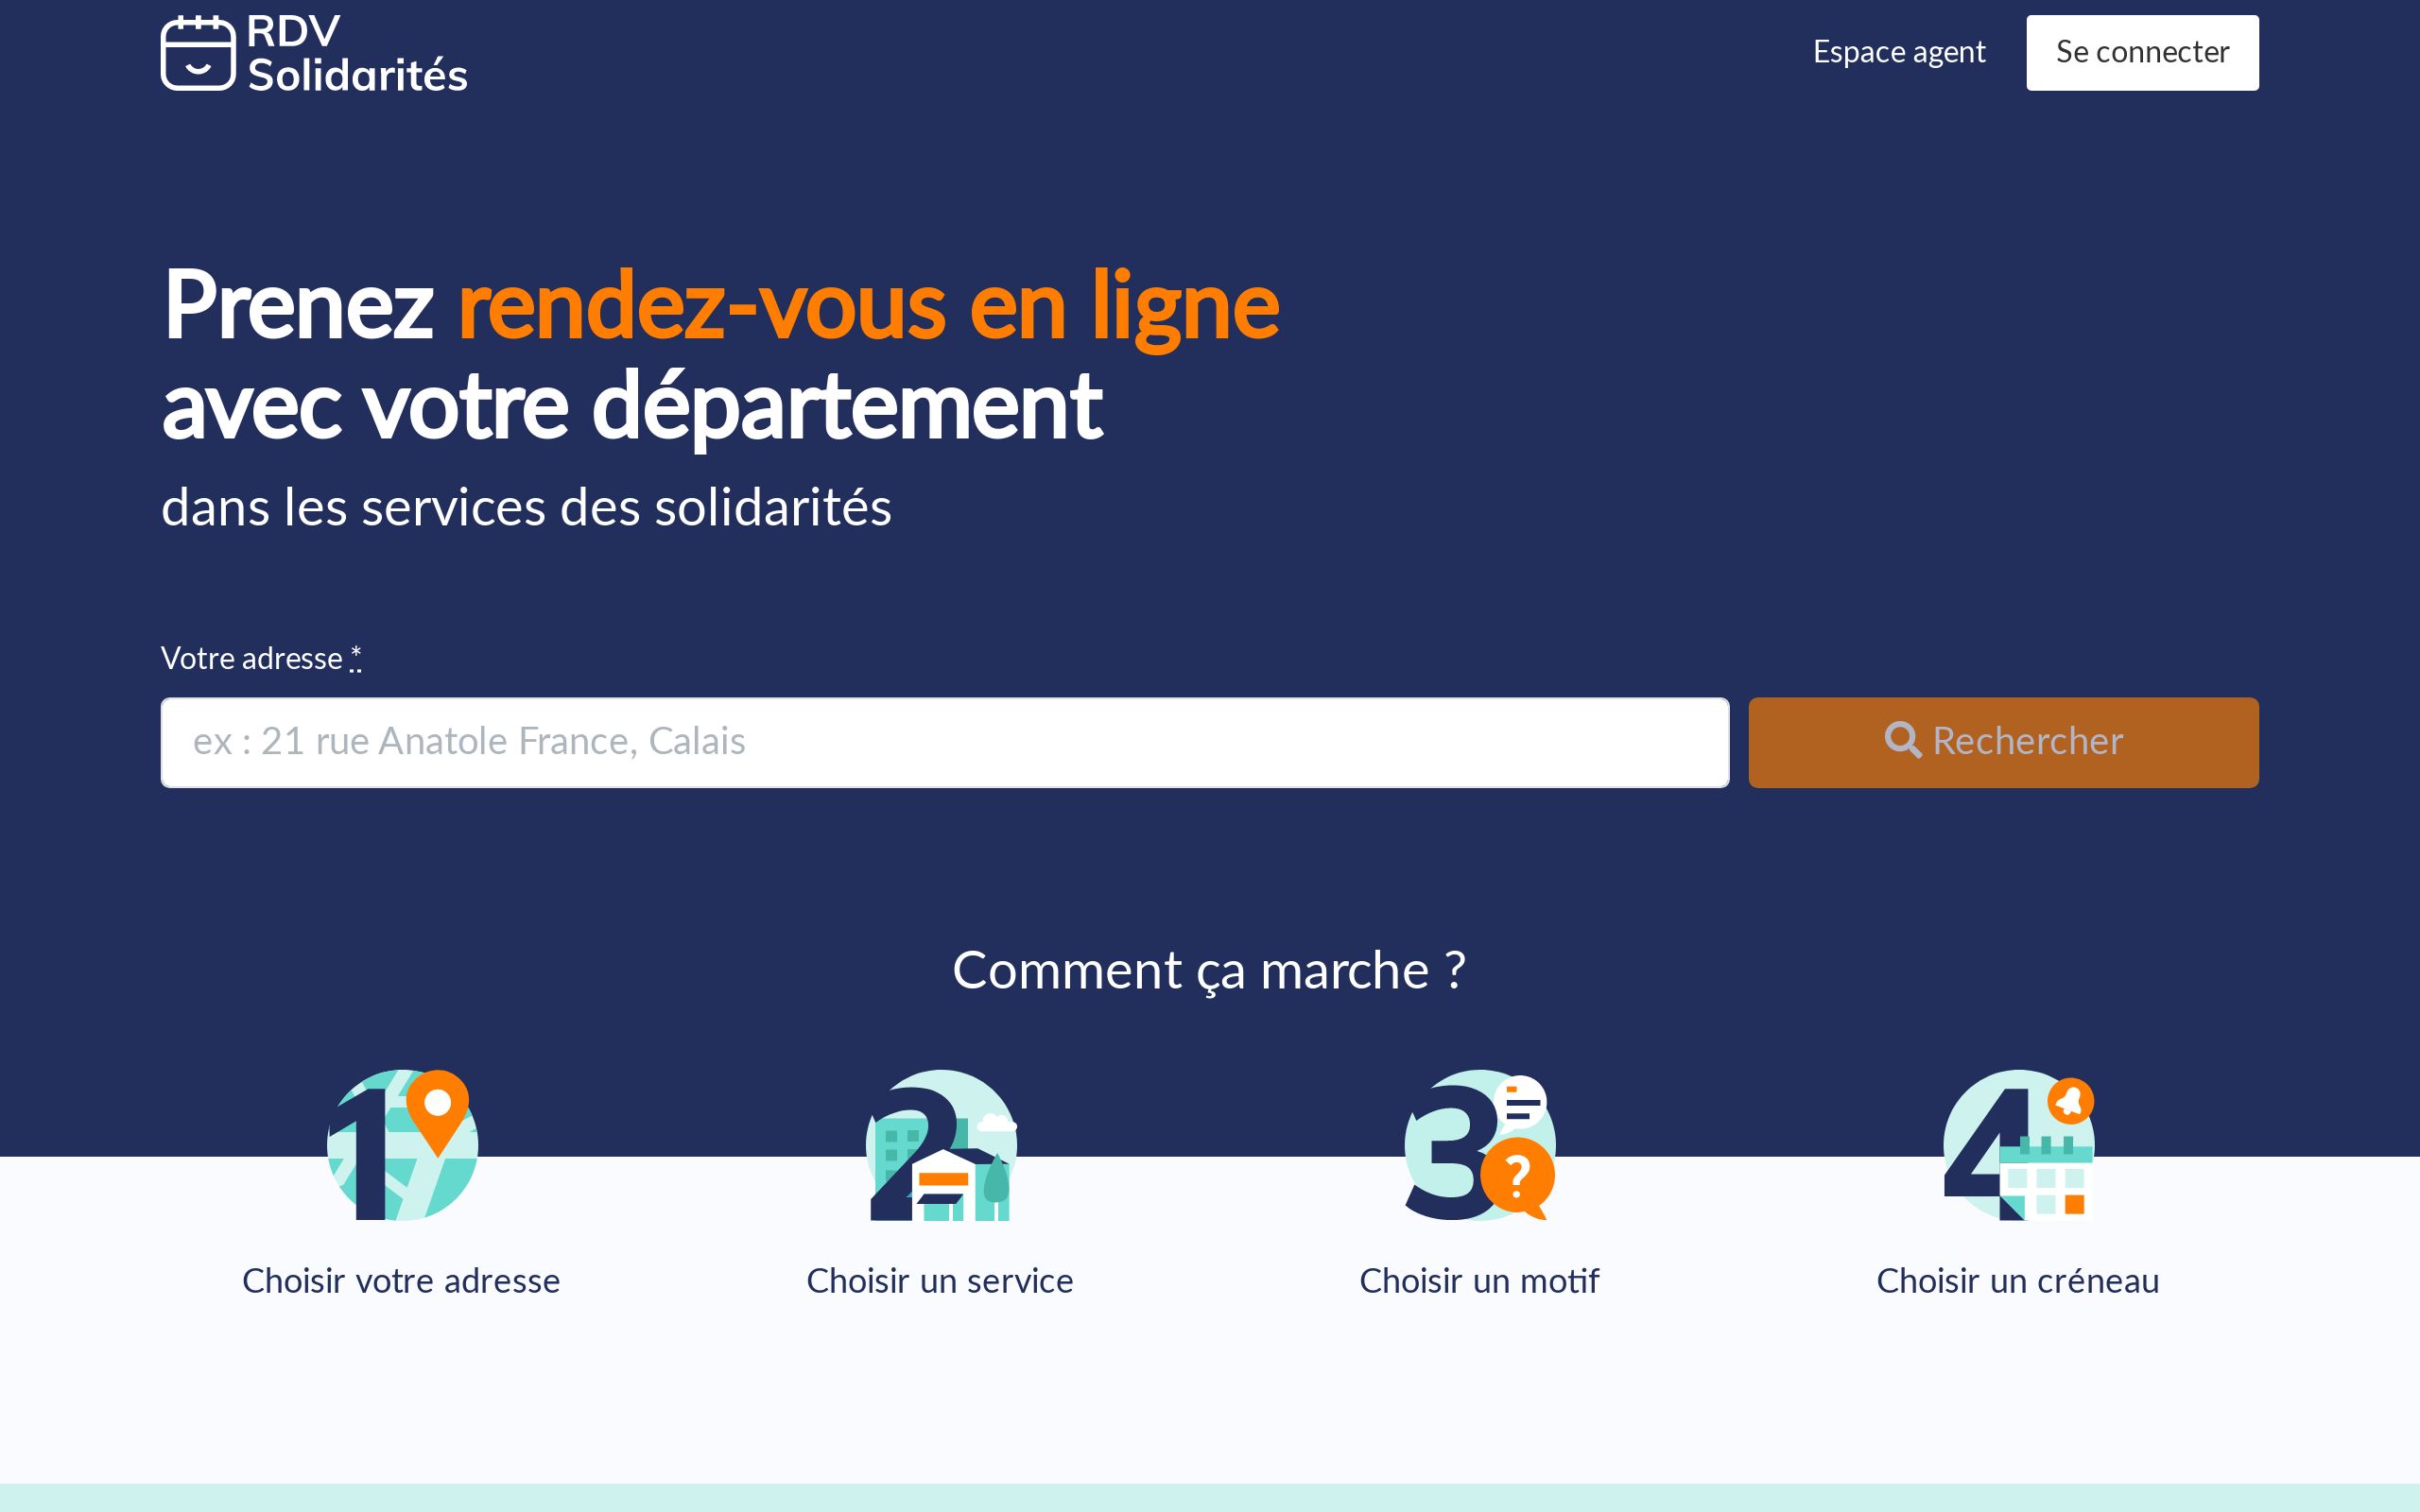 RDV
Solidarités
Espace agent
Se connecter
Prenez rendez-vous en ligne
avec votre département
dans les services des solidarités
Votre adresse *
ex : 21 rue Anatole France, Calais
Rechercher
Comment ça marche ?
1
2
3
?
4
Choisir votre adresse
Choisir un service
Choisir un motif
Choisir un créneau